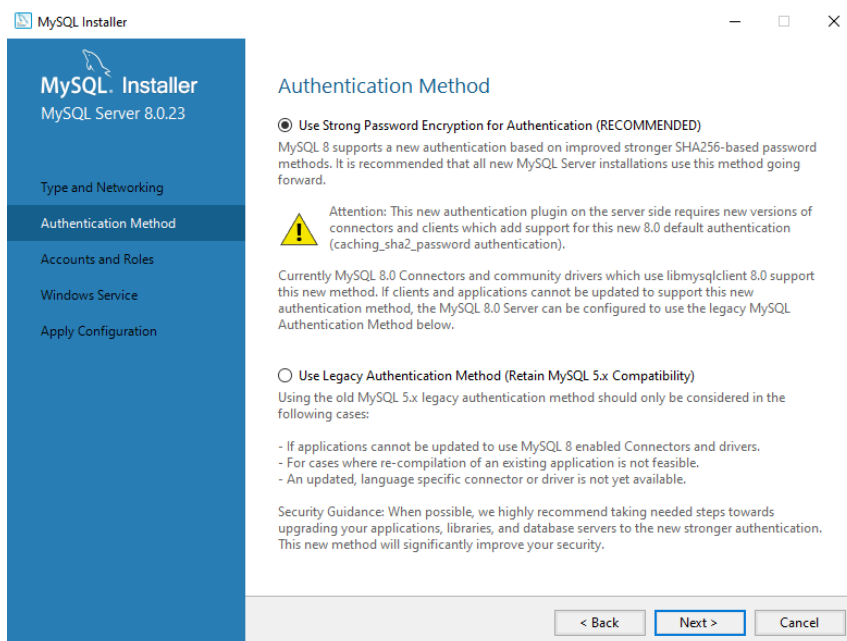 MySQL Installer
MySQL. Installer
MySQL Server 8.0.23
Type and Networking
Authentication Method
Accounts and Roles
Windows Service
Apply Configuration
Authentication Method
Use Strong Password Encryption for Authentication (RECOMMENDED)
MySQL 8 supports a new authentication based on improved stronger SHA256-based password
methods. It is recommended that all new MySQL Server installations use this method going
forward.
Attention: This new authentication plugin on the server side requires new versions of
connectors and clients which add support for this new 8.0 default authentication
(caching_sha2_password authentication).
Currently MySQL 8.0 Connectors and community drivers which use libmysqlclient 8.0 support
this new method. If clients and applications cannot be updated to support this new
authentication method, the MySQL 8.0 Server can be configured to use the legacy MySQL
Authentication Method below.
Use Legacy Authentication Method (Retain MySQL 5.x Compatibility)
Using the old MySQL 5.x legacy authentication method should only be considered in the
following cases:
- If applications cannot be updated to use MySQL 8 enabled Connectors and drivers.
- For cases where re-compilation of an existing application is not feasible.
- An updated, language specific connector or driver is not yet available.
Security Guidance: When possible, we highly recommend taking needed steps towards
upgrading your applications, libraries, and database servers to the new stronger authentication.
This new method will significantly improve your security.
< Back
Next >
Cancel